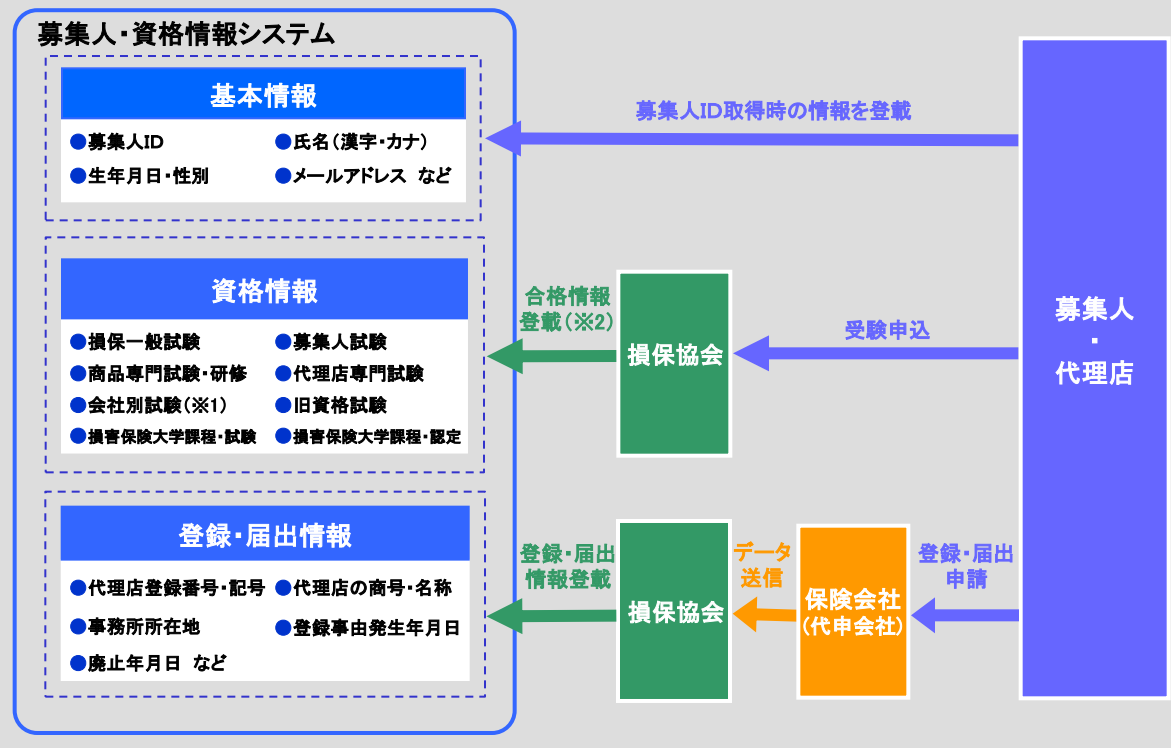 募集人・資格情報システム
基本情報
●募集人ID
●氏名(漢字・カナ)
●生年月日・性別
●メールアドレス など
募集人ID取得時の情報を登載
資格情報
●損保一般試験
●募集人試験
●商品専門試験・研修
●代理店専門試験
●会社別試験(※1)
●旧資格試験
●損害保険大学課程・試験
●損害保険大学課程・認定
合格情報
登載(※2)
損保協会
受験申込
募集人
・
代理店
登録・届出情報
●代理店登録番号・記号
●代理店の商号・名称
●事務所所在地
●登録事由発生年月日
●廃止年月日 など
登録・届出
情報登載
損保協会
データ
送信
保険会社
(代申会社)
登録・届出
申請